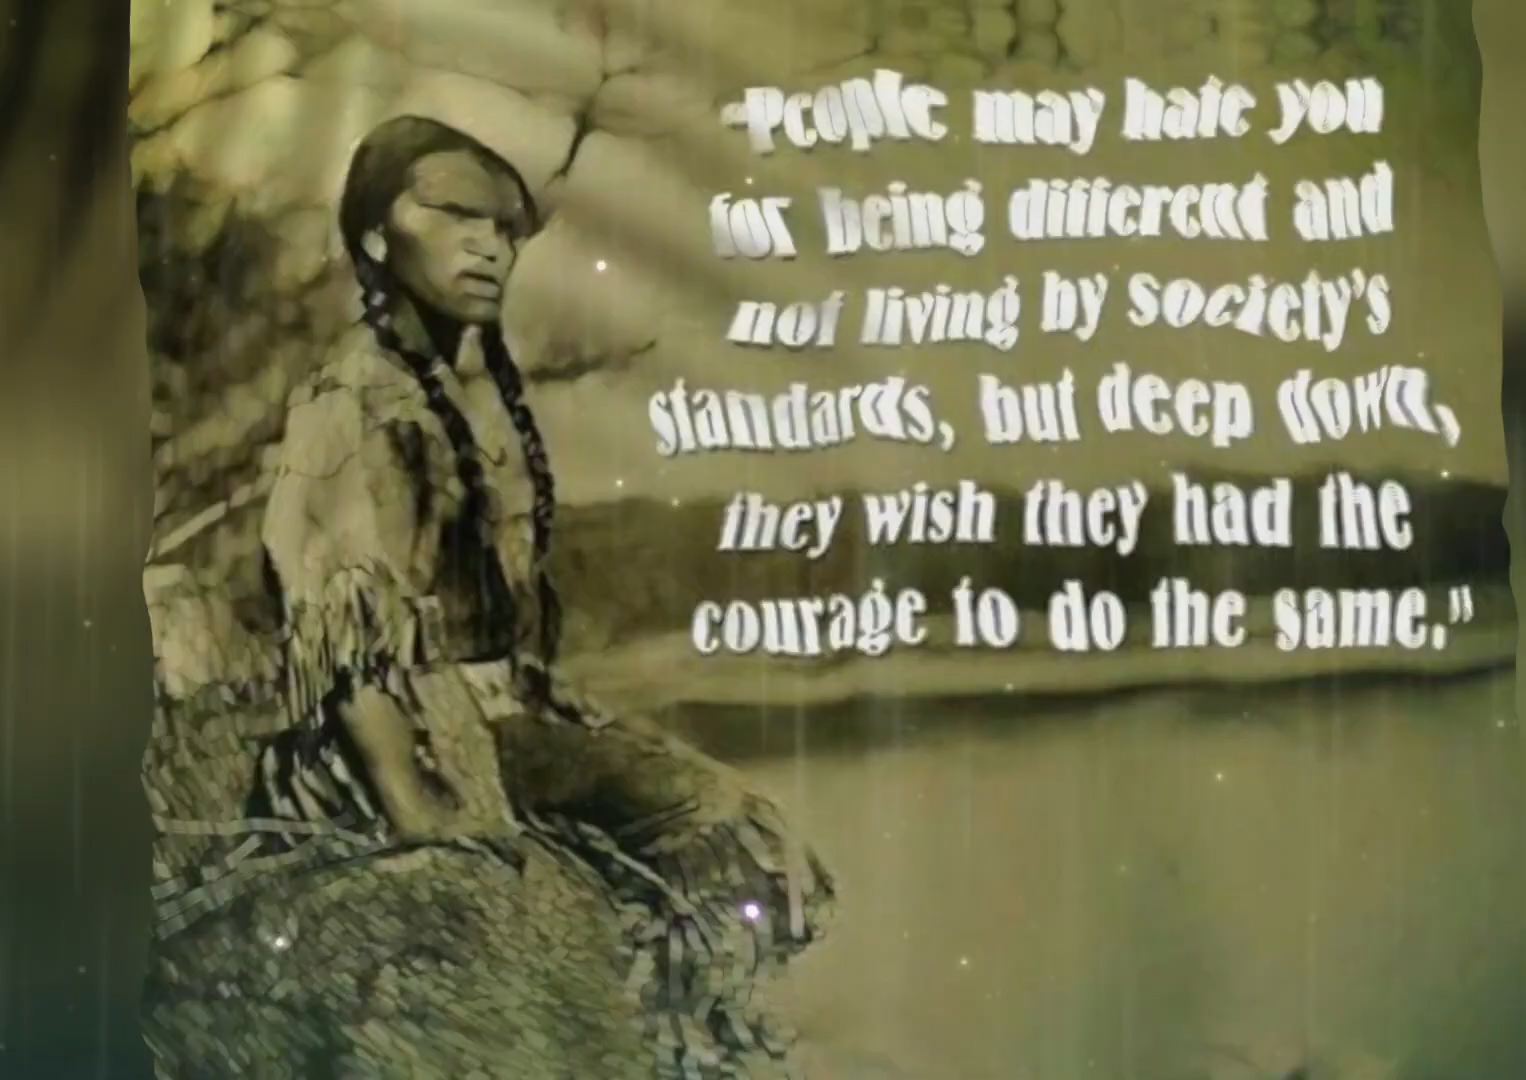 "People may hate you
for being different and
not living by society's
standards, but deep down,
they wish they had the
courage to do the same."